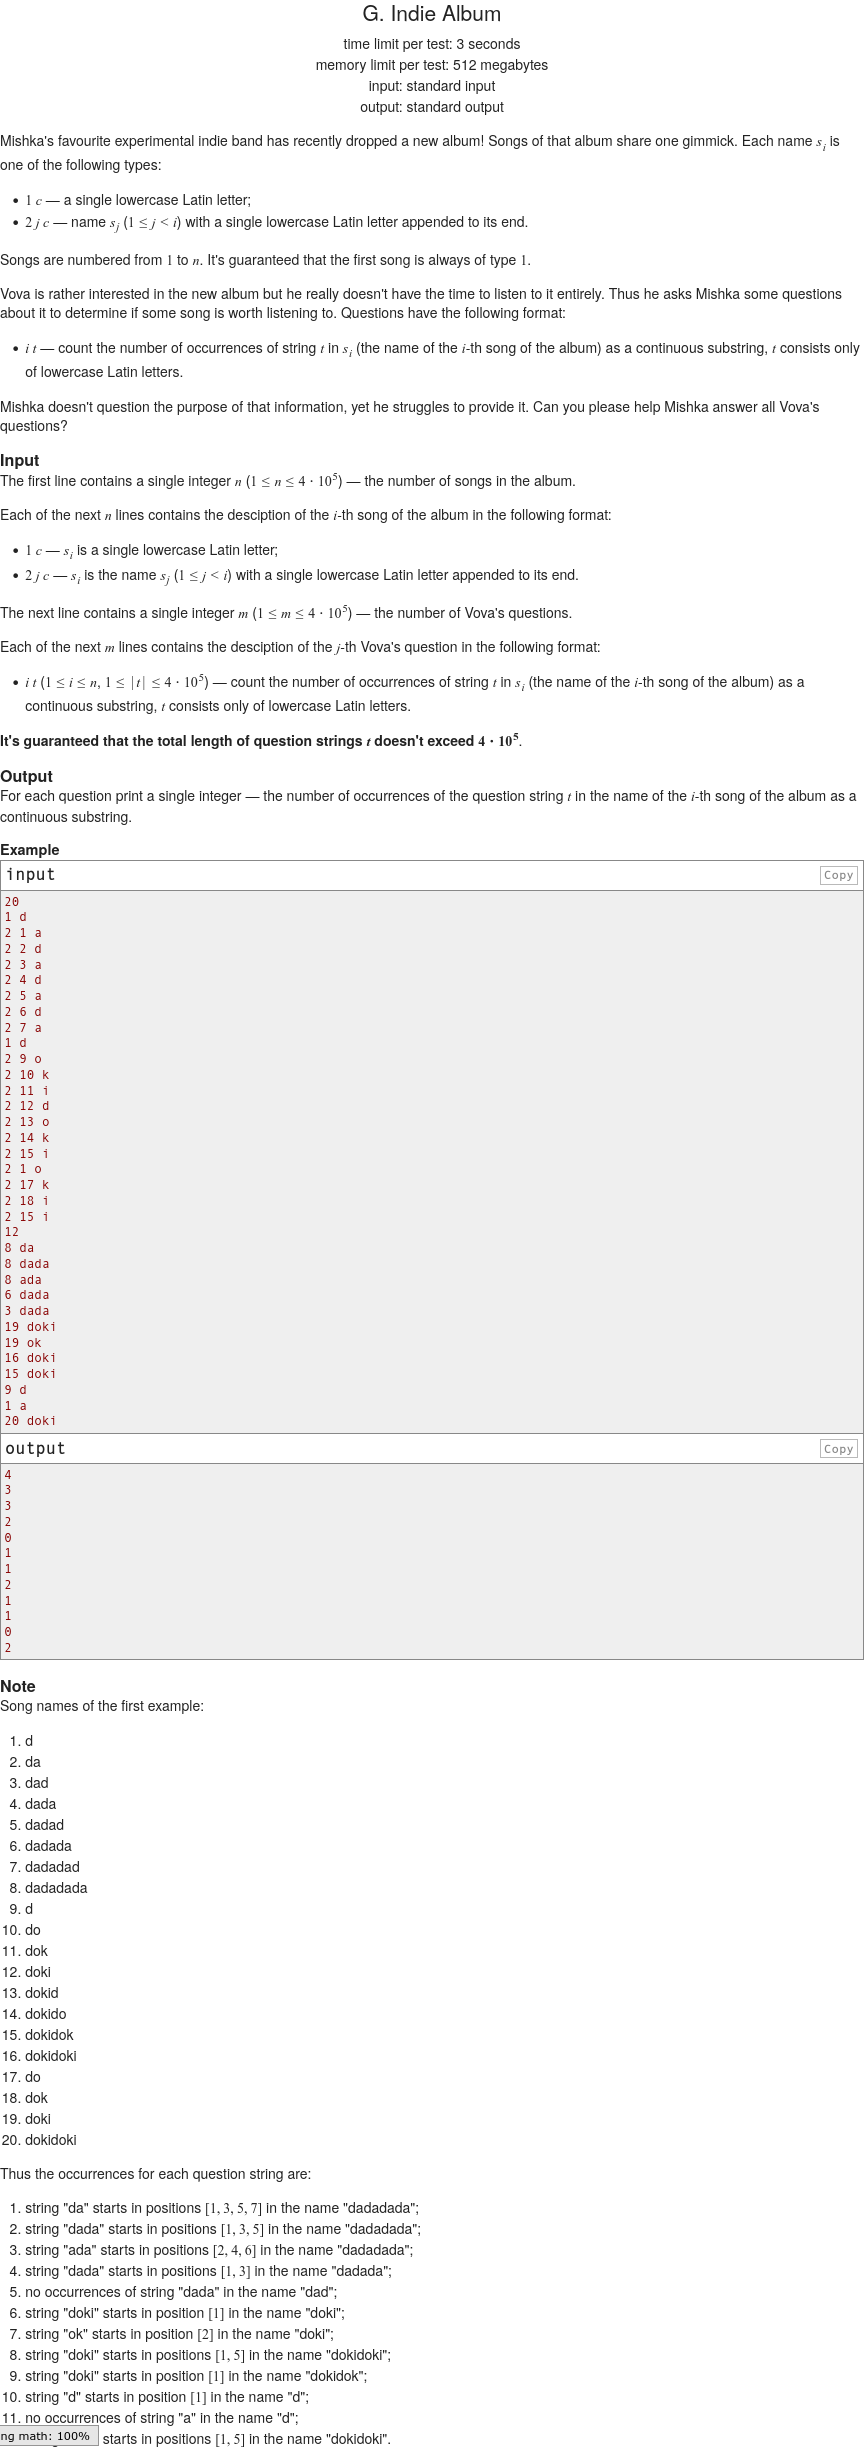 G. Indie Album
time limit per test: 3 seconds
memory limit per test: 512 megabytes
input: standard input
output: standard output
Mishka's favourite experimental indie band has recently dropped a new album! Songs of that album share one gimmick. Each name s_i is
one of the following types:
• 1 c — a single lowercase Latin letter;
• 2 j c — name s_j (1 ≤ j < i) with a single lowercase Latin letter appended to its end.
Songs are numbered from 1 to n. It's guaranteed that the first song is always of type 1.
Vova is rather interested in the new album but he really doesn't have the time to listen to it entirely. Thus he asks Mishka some questions
about it to determine if some song is worth listening to. Questions have the following format:
• i t — count the number of occurrences of string t in s_i (the name of the i-th song of the album) as a continuous substring, t consists only
of lowercase Latin letters.
Mishka doesn't question the purpose of that information, yet he struggles to provide it. Can you please help Mishka answer all Vova's
questions?
Input
The first line contains a single integer n (1 ≤ n ≤ 4 · 10^5) — the number of songs in the album.
Each of the next n lines contains the desciption of the i-th song of the album in the following format:
• 1 c — s_i is a single lowercase Latin letter;
• 2 j c — s_i is the name s_j (1 ≤ j < i) with a single lowercase Latin letter appended to its end.
The next line contains a single integer m (1 ≤ m ≤ 4 · 10^5) — the number of Vova's questions.
Each of the next m lines contains the desciption of the j-th Vova's question in the following format:
• i t (1 ≤ i ≤ n, 1 ≤ |t| ≤ 4 · 10^5) — count the number of occurrences of string t in s_i (the name of the i-th song of the album) as a
continuous substring, t consists only of lowercase Latin letters.
It's guaranteed that the total length of question strings t doesn't exceed 4 · 10^5.
Output
For each question print a single integer — the number of occurrences of the question string t in the name of the i-th song of the album as a
continuous substring.
Example
input Copy
20
1 d
2 1 a
2 2 d
2 3 a
2 4 d
2 5 a
2 6 d
2 7 a
1 d
2 9 o
2 10 k
2 11 i
2 12 d
2 13 o
2 14 k
2 15 i
2 1 o
2 17 k
2 18 i
2 15 i
12
8 da
8 dada
8 ada
6 dada
3 dada
19 doki
19 ok
16 doki
15 doki
9 d
1 a
20 doki
output Copy
4
3
3
2
0
1
1
2
1
1
0
2
Note
Song names of the first example:
1. d
2. da
3. dad
4. dada
5. dadad
6. dadada
7. dadadad
8. dadadada
9. d
10. do
11. dok
12. doki
13. dokid
14. dokido
15. dokidok
16. dokidoki
17. do
18. dok
19. doki
20. dokidoki
Thus the occurrences for each question string are:
1. string "da" starts in positions [1, 3, 5, 7] in the name "dadadada";
2. string "dada" starts in positions [1, 3, 5] in the name "dadadada";
3. string "ada" starts in positions [2, 4, 6] in the name "dadadada";
4. string "dada" starts in positions [1, 3] in the name "dadada";
5. no occurrences of string "dada" in the name "dad";
6. string "doki" starts in position [1] in the name "doki";
7. string "ok" starts in position [2] in the name "doki";
8. string "doki" starts in positions [1, 5] in the name "dokidoki";
9. string "doki" starts in position [1] in the name "dokidok";
10. string "d" starts in position [1] in the name "d";
11. no occurrences of string "a" in the name "d";
ng math: 100% starts in positions [1, 5] in the name "dokidoki".